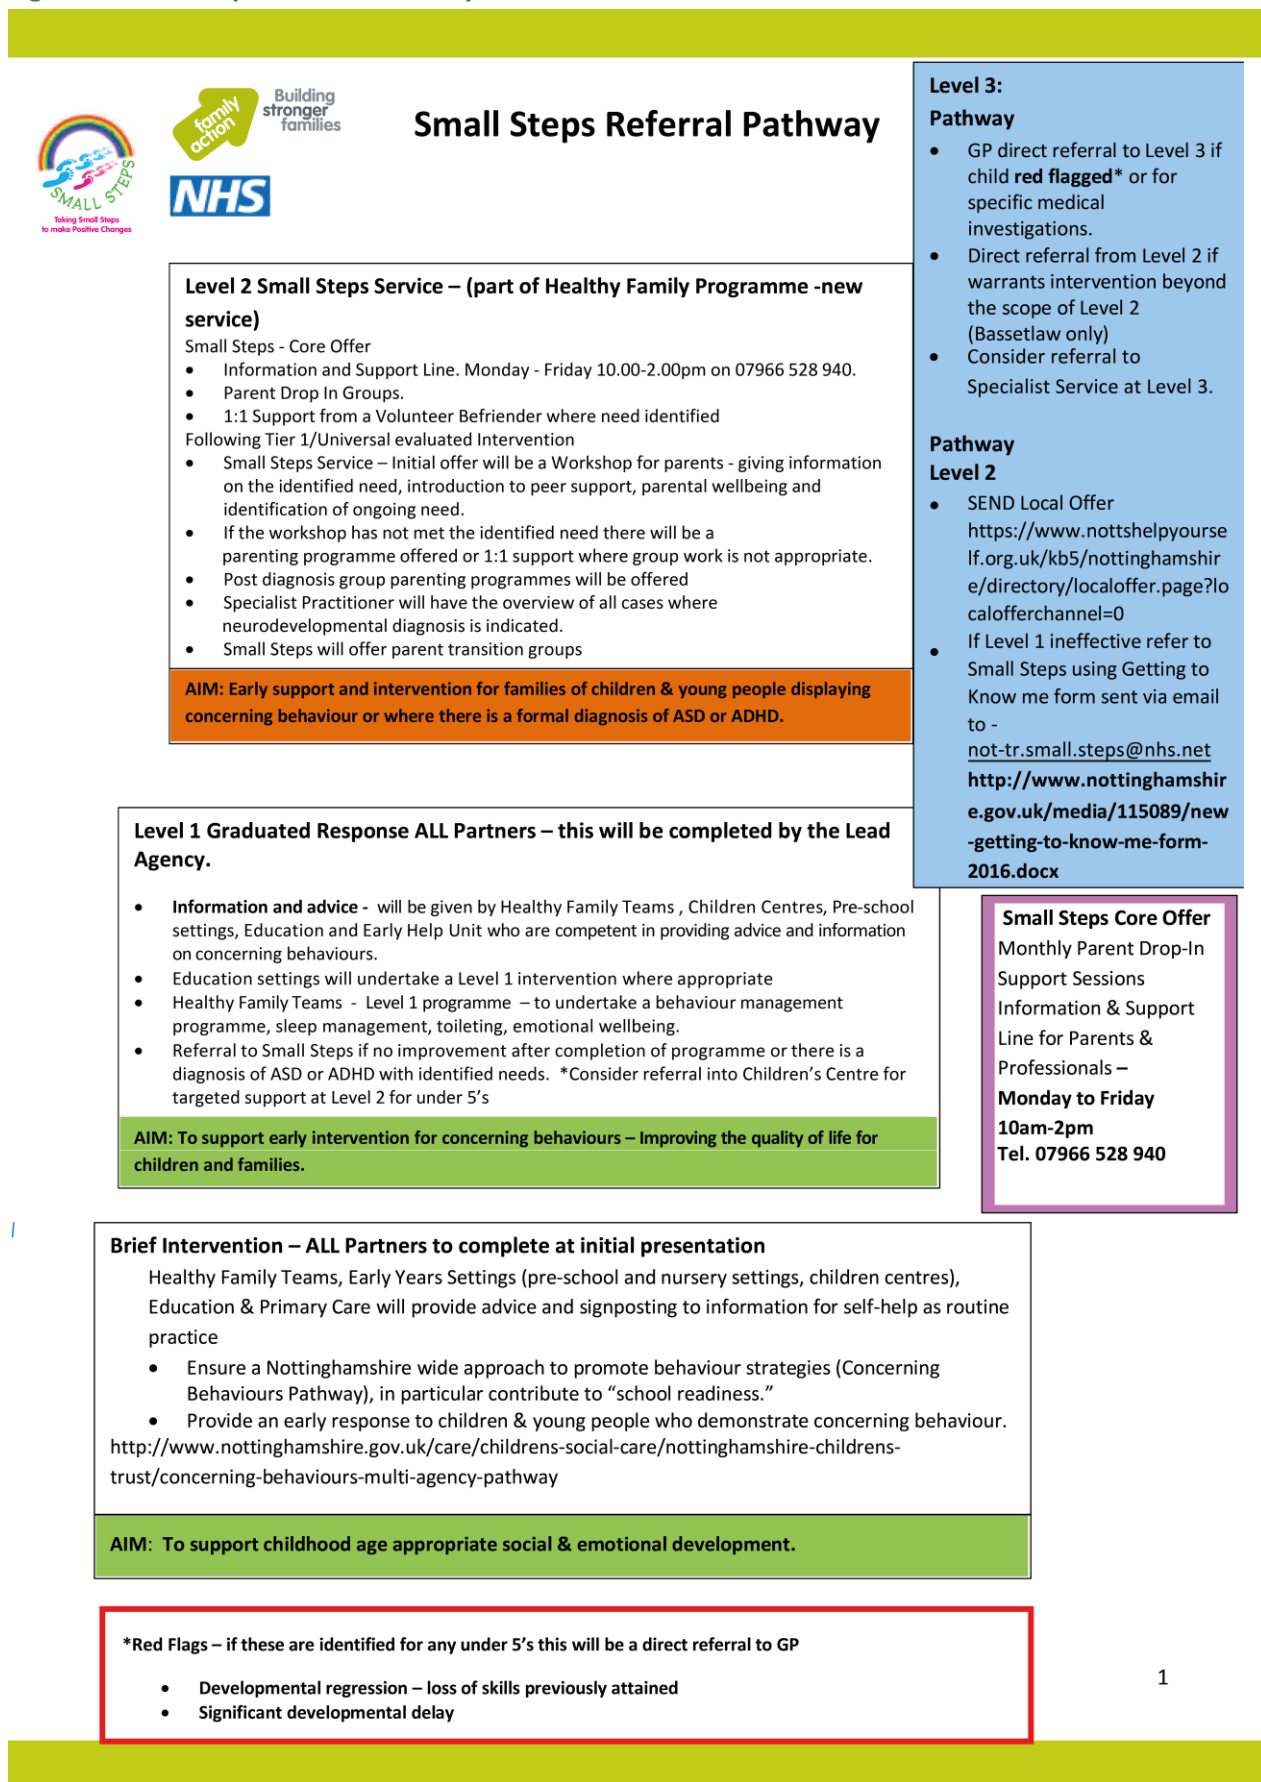 family
action
Building
stronger
families
SMALL STEPS
Taking Small Steps
to make Positive Changes
NHS
Small Steps Referral Pathway
Level 2 Small Steps Service – (part of Healthy Family Programme -new
service)
Small Steps - Core Offer
• Information and Support Line. Monday - Friday 10.00-2.00pm on 07966 528 940.
• Parent Drop In Groups.
• 1:1 Support from a Volunteer Befriender where need identified
Following Tier 1/Universal evaluated Intervention
• Small Steps Service – Initial offer will be a Workshop for parents - giving information
on the identified need, introduction to peer support, parental wellbeing and
identification of ongoing need.
• If the workshop has not met the identified need there will be a
parenting programme offered or 1:1 support where group work is not appropriate.
• Post diagnosis group parenting programmes will be offered
• Specialist Practitioner will have the overview of all cases where
neurodevelopmental diagnosis is indicated.
• Small Steps will offer parent transition groups
AIM: Early support and intervention for families of children & young people displaying
concerning behaviour or where there is a formal diagnosis of ASD or ADHD.
Level 3:
Pathway
• GP direct referral to Level 3 if
child red flagged* or for
specific medical
investigations.
• Direct referral from Level 2 if
warrants intervention beyond
the scope of Level 2
(Bassetlaw only)
• Consider referral to
Specialist Service at Level 3.
Pathway
Level 2
• SEND Local Offer
https://www.nottshelpyourse
lf.org.uk/kb5/nottinghamshir
e/directory/localoffer.page?lo
calofferchannel=0
• If Level 1 ineffective refer to
Small Steps using Getting to
Know me form sent via email
to -
not-tr.small.steps@nhs.net
http://www.nottinghamshir
e.gov.uk/media/115089/new
-getting-to-know-me-form-
2016.docx
Level 1 Graduated Response ALL Partners – this will be completed by the Lead
Agency.
• Information and advice - will be given by Healthy Family Teams , Children Centres, Pre-school
settings, Education and Early Help Unit who are competent in providing advice and information
on concerning behaviours.
• Education settings will undertake a Level 1 intervention where appropriate
• Healthy Family Teams - Level 1 programme – to undertake a behaviour management
programme, sleep management, toileting, emotional wellbeing.
• Referral to Small Steps if no improvement after completion of programme or there is a
diagnosis of ASD or ADHD with identified needs. *Consider referral into Children’s Centre for
targeted support at Level 2 for under 5’s
AIM: To support early intervention for concerning behaviours – Improving the quality of life for
children and families.
Small Steps Core Offer
Monthly Parent Drop-In
Support Sessions
Information & Support
Line for Parents &
Professionals –
Monday to Friday
10am-2pm
Tel. 07966 528 940
Brief Intervention – ALL Partners to complete at initial presentation
Healthy Family Teams, Early Years Settings (pre-school and nursery settings, children centres),
Education & Primary Care will provide advice and signposting to information for self-help as routine
practice
• Ensure a Nottinghamshire wide approach to promote behaviour strategies (Concerning
Behaviours Pathway), in particular contribute to “school readiness.”
• Provide an early response to children & young people who demonstrate concerning behaviour.
http://www.nottinghamshire.gov.uk/care/childrens-social-care/nottinghamshire-childrens-
trust/concerning-behaviours-multi-agency-pathway
AIM: To support childhood age appropriate social & emotional development.
*Red Flags – if these are identified for any under 5’s this will be a direct referral to GP
• Developmental regression – loss of skills previously attained
• Significant developmental delay
1